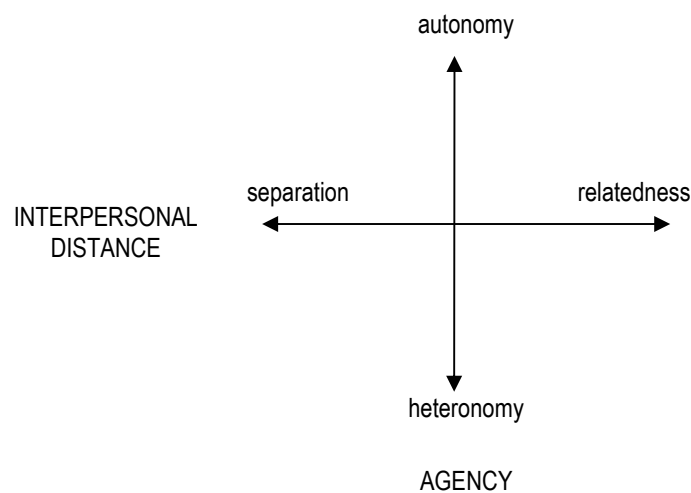 autonomy
separation
relatedness
INTERPERSONAL
DISTANCE
heteronomy
AGENCY